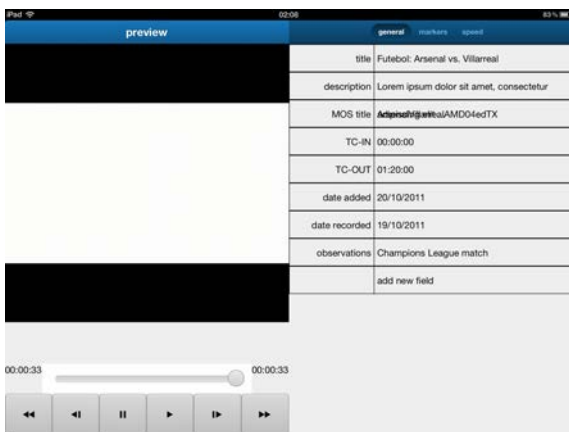 iPad 02:06 83%
preview
general markers speed
title Futebol: Arsenal vs. Villarreal
description Lorem ipsum dolor sit amet, consectetur
MOS title
TC-IN 00:00:00
TC-OUT 01:20:00
date added 20/10/2011
date recorded 19/10/2011
observations Champions League match
add new field
00:00:33 00:00:33